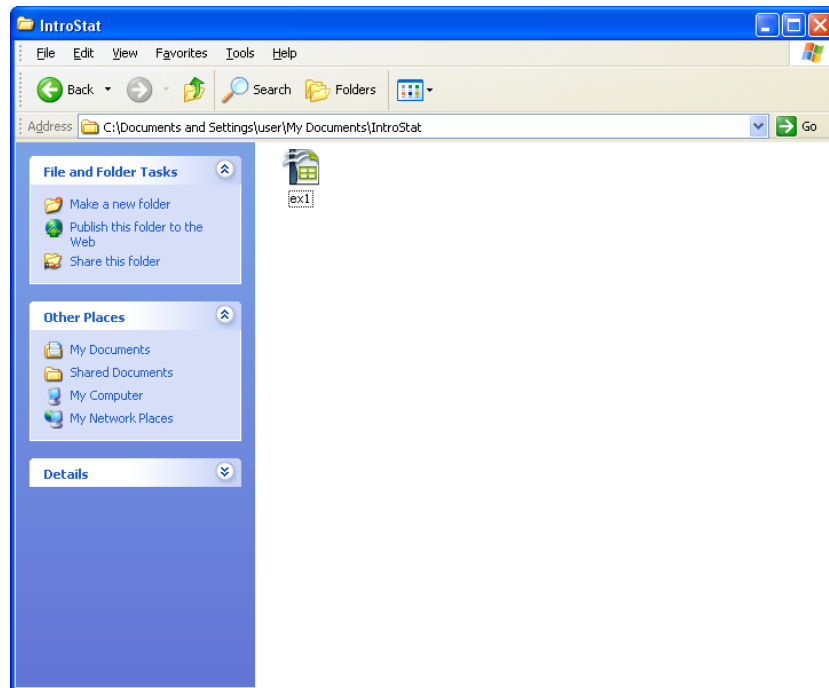 IntroStat
File Edit View Favorites Tools Help
Back Search Folders
Address C:\Documents and Settings\user\My Documents\IntroStat Go
File and Folder Tasks
Make a new folder
Publish this folder to the
Web
Share this folder
Other Places
My Documents
Shared Documents
My Computer
My Network Places
Details
ex1